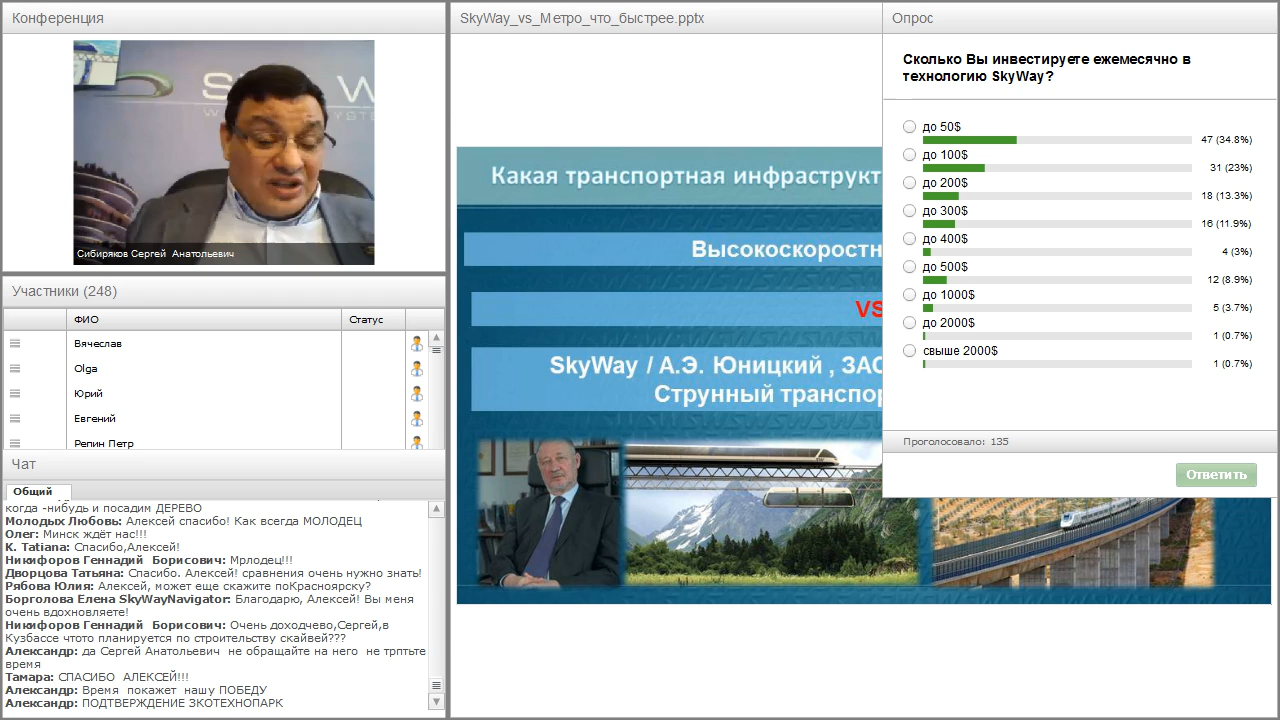 Конференция
SKY W
Сибиряков Сергей Анатольевич
Участники (248)
ФИО Статус
Вячеслав
Olga
Юрий
Евгений
Репин Петр
Чат
Общий
когда -нибудь и посадим ДЕРЕВО
Молодых Любовь: Алексей спасибо! Как всегда МОЛОДЕЦ
Олег: Минск ждёт нас!!!
K. Tatiana: Спасибо,Алексей!
Никифоров Геннадий Борисович: Мрлодец!!!
Дворцова Татьяна: Спасибо. Алексей! сравнения очень нужно знать!
Рябова Юлия: Алексей, может еще скажите поКрасноярску?
Борголова Елена SkyWayNavigator: Благодарю, Алексей! Вы меня
очень вдохновляете!
Никифоров Геннадий Борисович: Очень доходчево,Сергей,в
Кузбассе чтото планируется по строительству скайвей???
Александр: да Сергей Анатольевич не обращайте на него не трптьте
время
Тамара: СПАСИБО АЛЕКСЕЙ!!!
Александр: Время покажет нашу ПОБЕДУ
Александр: ПОДТВЕРЖДЕНИЕ ЗКОТЕХНОПАРК
SkyWay_vs_Метро_что_быстрее.pptx
Какая транспортная инфраструкт
Высокоскоростн
VS
SkyWay / А.Э. Юницкий , ЗАО
Струнный транспор
Опрос
Сколько Вы инвестируете ежемесячно в
технологию SkyWay?
до 50$
47 (34.8%)
до 100$
31 (23%)
до 200$
18 (13.3%)
до 300$
16 (11.9%)
до 400$
4 (3%)
до 500$
12 (8.9%)
до 1000$
5 (3.7%)
до 2000$
1 (0.7%)
свыше 2000$
1 (0.7%)
Проголосовало: 135
Ответить